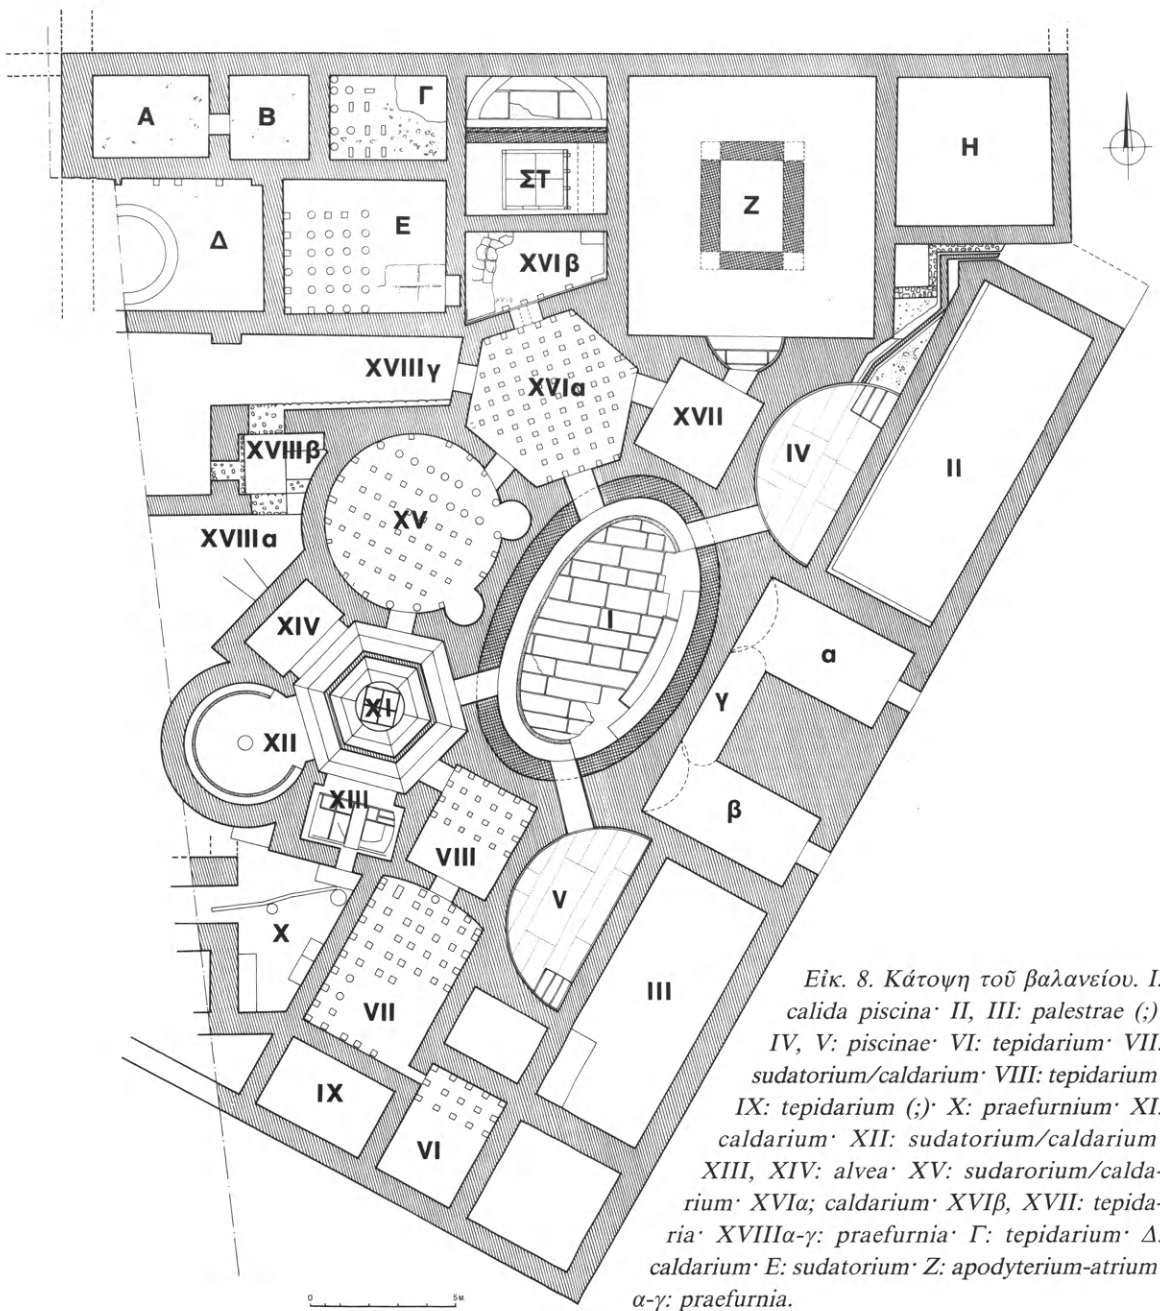 Α
Β
Γ
Η
ΣΤ
Ζ
Δ
Ε
XVIβ
XVIIIγ
XVIα
XVII
XVIIIβ
IV
II
XV
XVIIIα
I
XIV
α
γ
XI
XII
XIII
β
VIII
V
X
VII
III
IX
VI
0
5M.
Εἰκ. 8. Κάτοψη τοῦ βαλανείου. I:
calida piscina· II, III: palestrae (;)
IV, V: piscinae· VI: tepidarium· VII:
sudatorium/caldarium· VIII: tepidarium
IX: tepidarium (;)· X: praefurnium· XI:
caldarium· XII: sudatorium/caldarium
XIII, XIV: alvea· XV: sudarorium/calda-
rium· XVIα; caldarium· XVIβ, XVII: tepida-
ria· XVIIIα-γ: praefurnia· Γ: tepidarium· Δ:
caldarium· Ε: sudatorium· Ζ: apodyterium-atrium
α-γ: praefurnia.